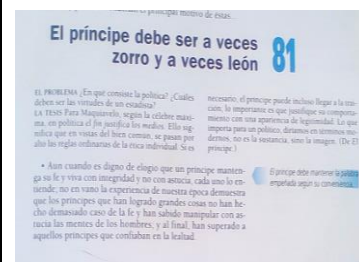 principal motivo de éstas.
El príncipe debe ser a veces
zorro y a veces león
81
EL PROBLEMA ¿En que consiste la política? ¿Cuáles
deben ser las virtudes de un estadista?
LA TESIS Para Maquiavelo, según la célebre máxi-
ma, en política el fin justifica los medios. Ello sig-
nifica que en vistas del bien común, se pasan por
alto las reglas ordinarias de la ética individual. Si es
necesario, el príncipe puede incluso llegar a la trai-
ción; lo importante es que justifique su comporta-
miento con una apariencia de legitimidad. Lo que
importa para un político, diríamos en términos mo-
dernos, no es la sustancia, sino la imagen. (De El
príncipe.)
• Aun cuando es digno de elogio que un príncipe manten-
ga su fe y viva con integridad y no con astucia, cada uno lo en-
tiende; no en vano la experiencia de nuestra época demuestra
que los príncipes que han logrado grandes cosas no han he-
cho demasiado caso de la fe y han sabido manipular con as-
tucia las mentes de los hombres, y al final, han superado a
aquellos príncipes que confiaban en la lealtad.
El príncipe debe mantener la palabra
empeñada según su conveniencia.